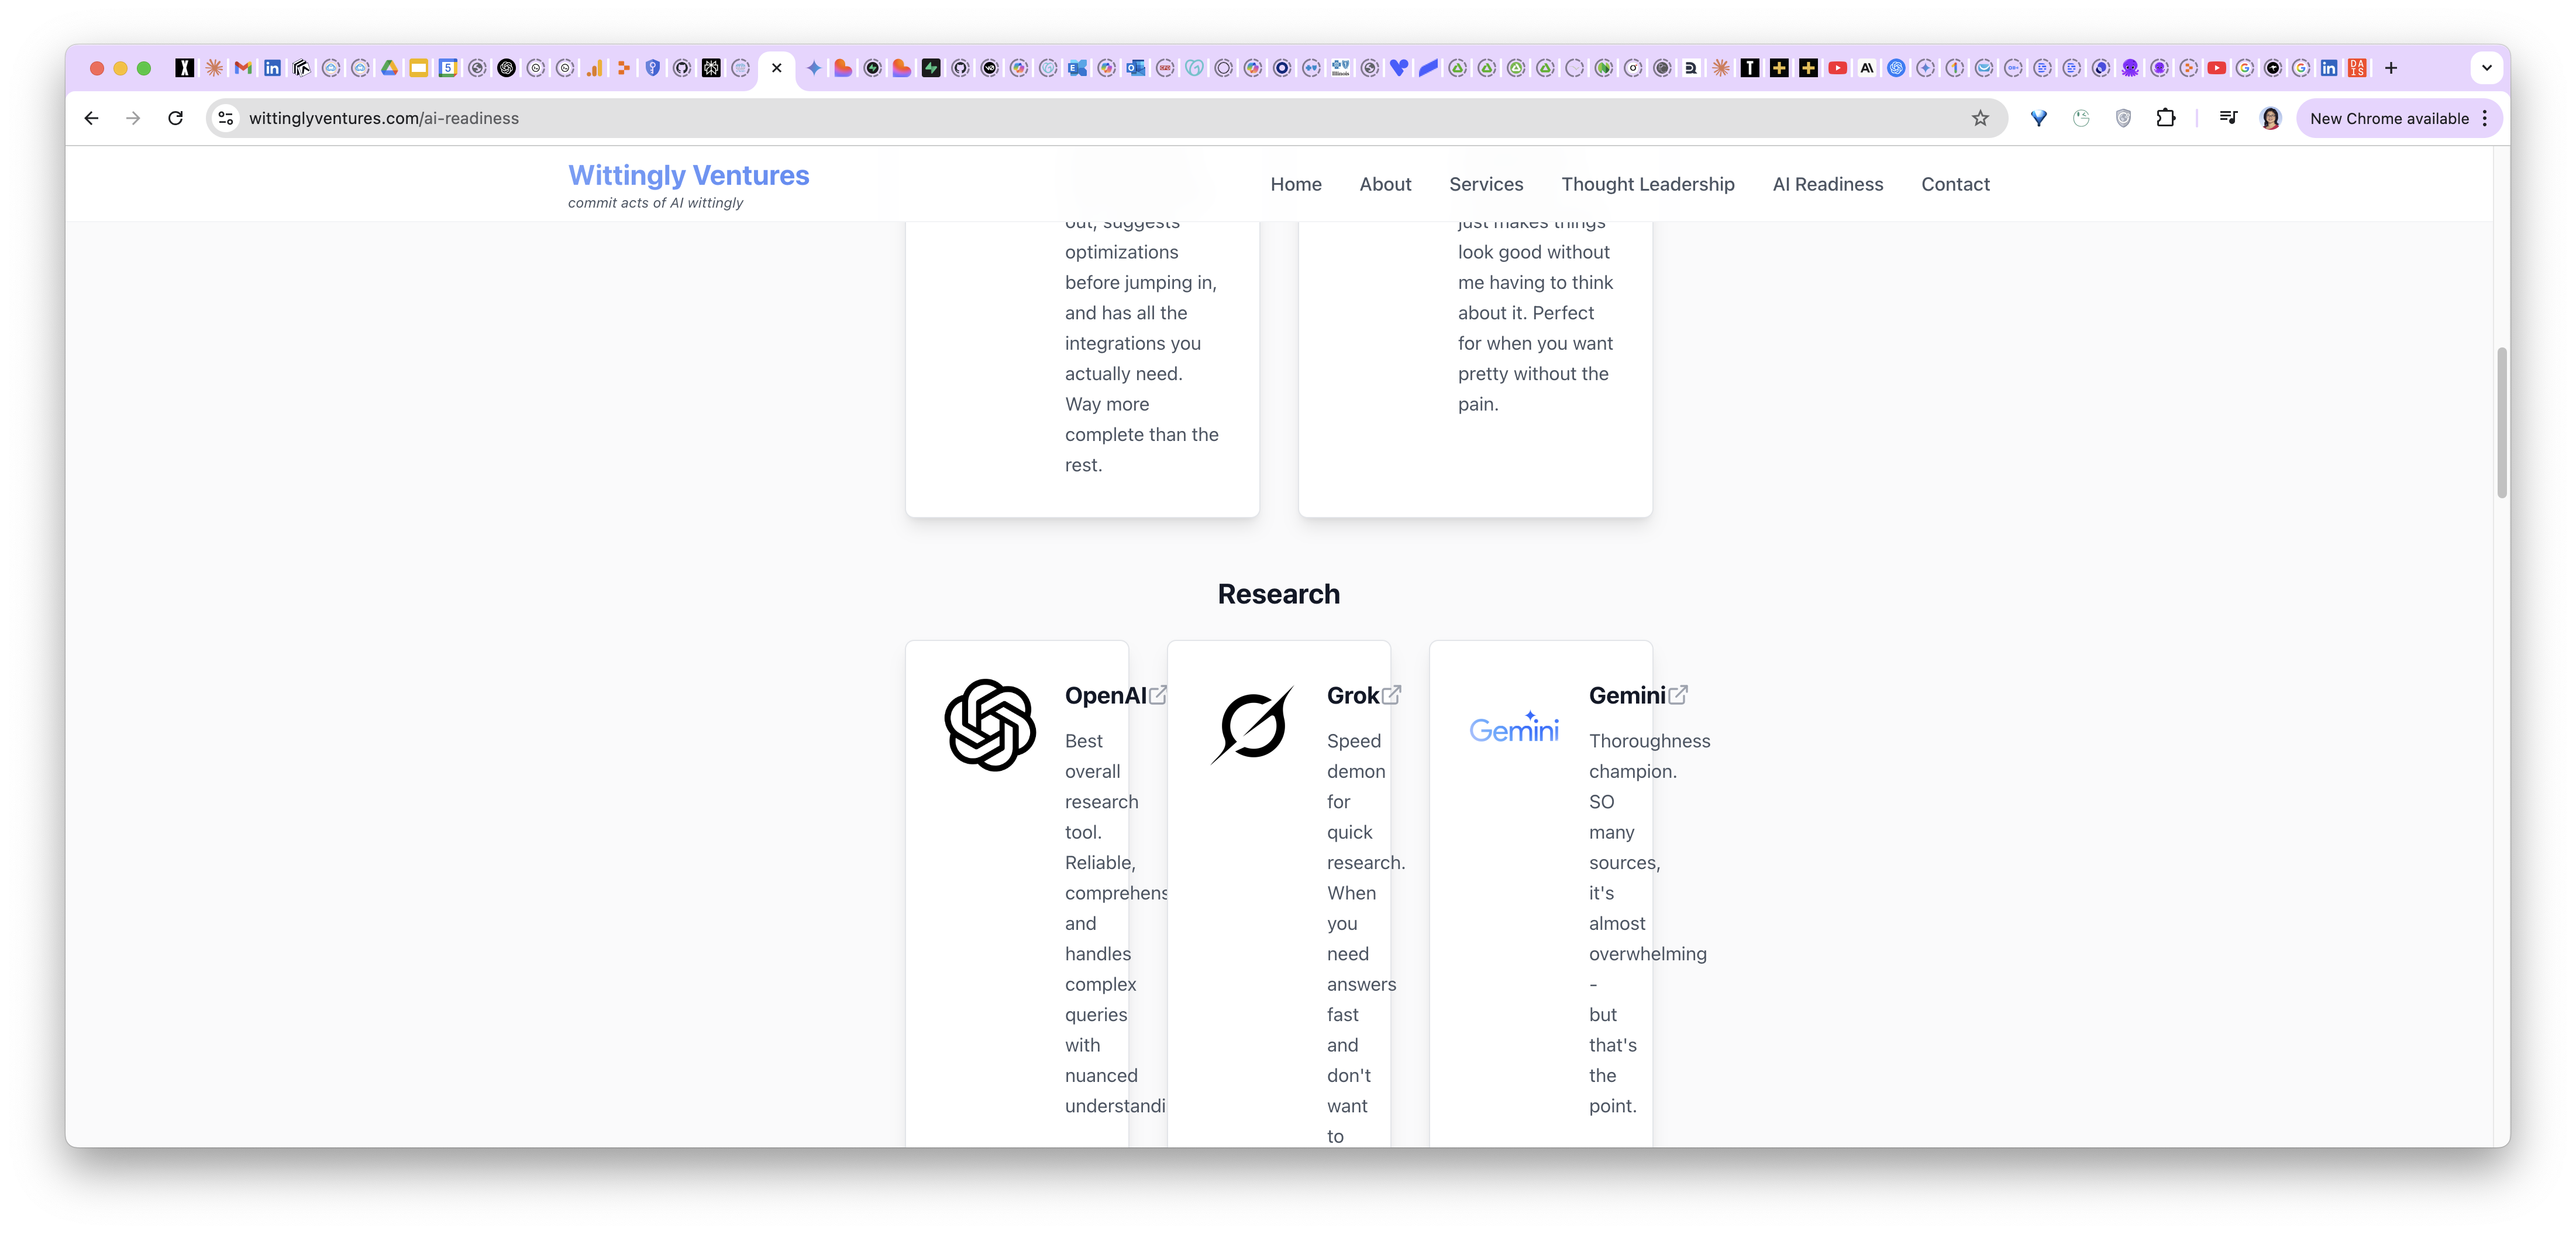 wittinglyventures.com/ai-readiness
New Chrome available
Wittingly Ventures
commit acts of AI wittingly
Home
About
Services
Thought Leadership
AI Readiness
Contact
out, suggests
optimizations
before jumping in,
and has all the
integrations you
actually need.
Way more
complete than the
rest.
just makes things
look good without
me having to think
about it. Perfect
for when you want
pretty without the
pain.
Research
OpenAI
Best
overall
research
tool.
Reliable,
comprehens
and
handles
complex
queries
with
nuanced
understandi
Grok
Speed
demon
for
quick
research.
When
you
need
answers
fast
and
don't
want
to
Gemini
Gemini
Thoroughness
champion.
SO
many
sources,
it's
almost
overwhelming
-
but
that's
the
point.